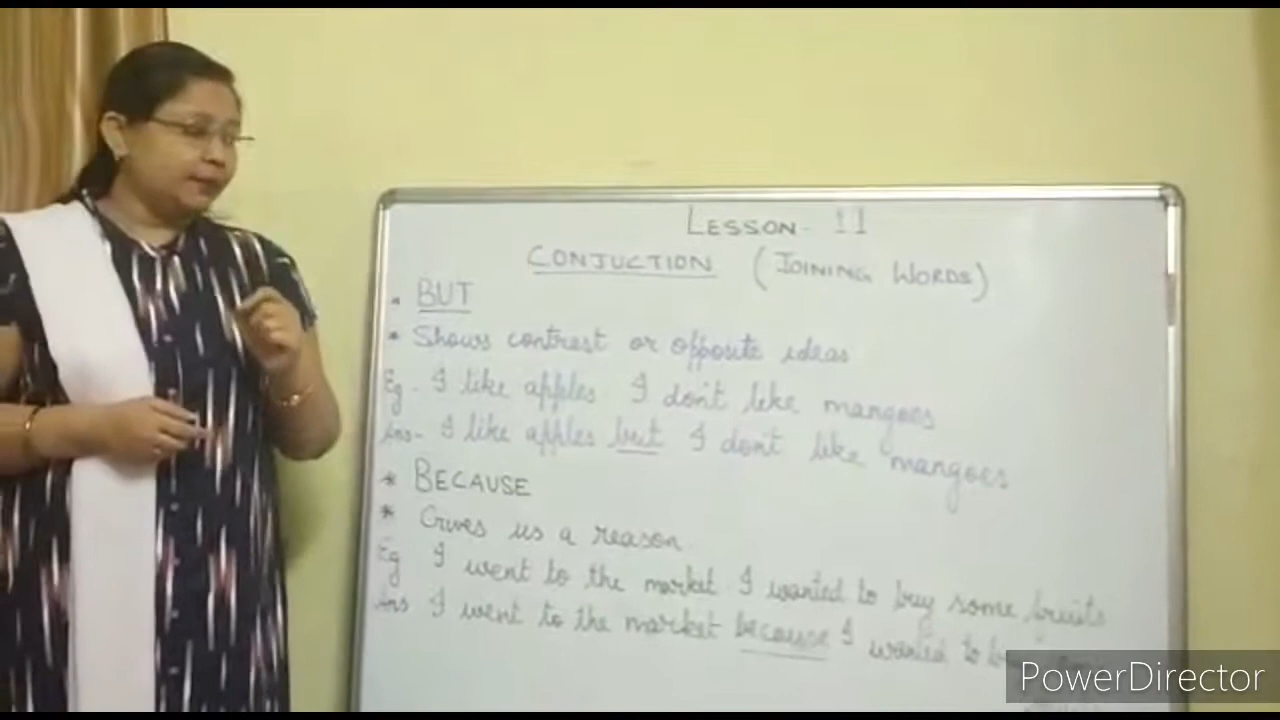 LESSON - 11
CONJUCTION (JOINING WORDS)
• BUT
* Shows contrest or opposite ideas
Eg - I like apples. I don't like mangoes
Ans - I like apples but I don't like mangoes
* BECAUSE
* Gives us a reason.
Eg I went to the market. I wanted to buy some fruits
Ans I went to the market because I wanted to
PowerDirector